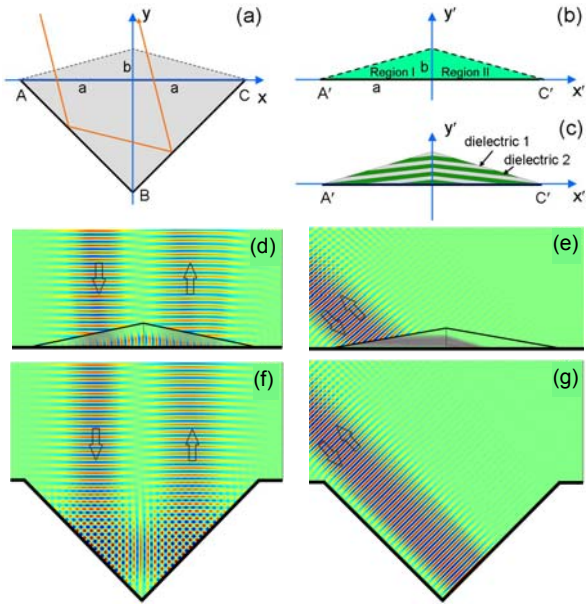 y
(a)
b
A
a
a
C
x
B
y'
(b)
Region I
b
Region II
A'
a
C'
x'
y'
(c)
dielectric 1
dielectric 2
A'
C'
x'
(d)
(e)
(f)
(g)